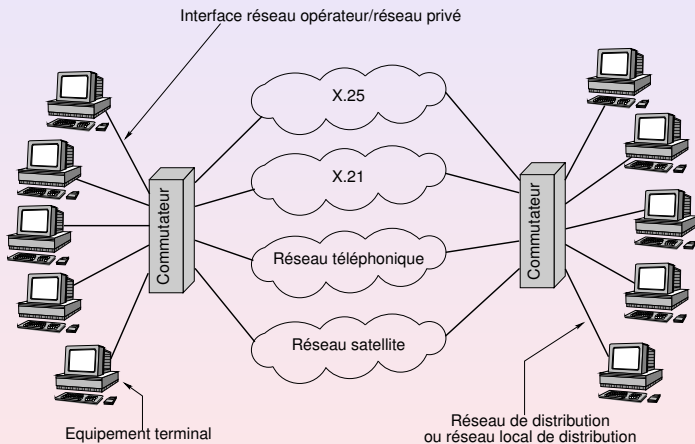 Interface réseau opérateur/réseau privé
X.25
X.21
Commutateur
Commutateur
Réseau téléphonique
Réseau satellite
Equipement terminal
Réseau de distribution
ou réseau local de distribution